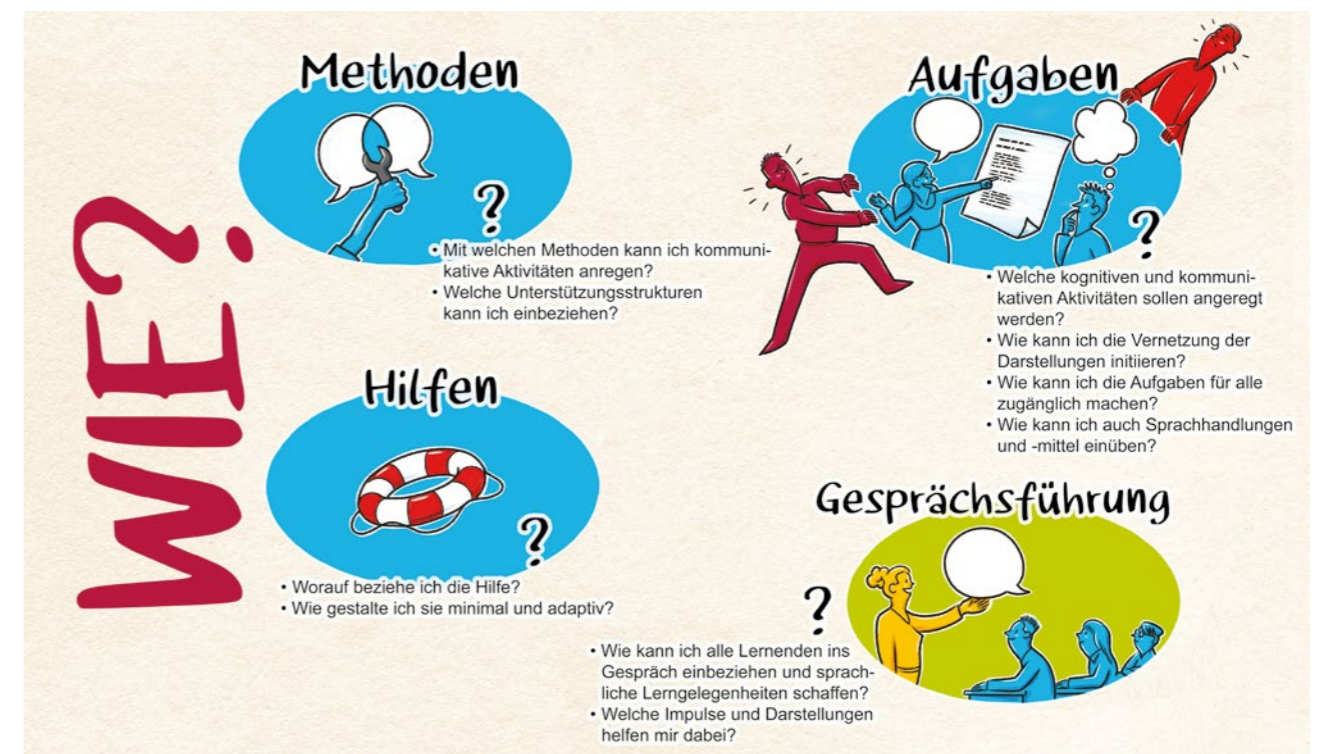 WIE?
Methoden
?
• Mit welchen Methoden kann ich kommuni-
kative Aktivitäten anregen?
• Welche Unterstützungsstrukturen
kann ich einbeziehen?
Aufgaben
?
• Welche kognitiven und kommuni-
kativen Aktivitäten sollen angeregt
werden?
• Wie kann ich die Vernetzung der
Darstellungen initiieren?
• Wie kann ich die Aufgaben für alle
zugänglich machen?
• Wie kann ich auch Sprachhandlungen
und -mittel einüben?
Hilfen
?
• Worauf beziehe ich die Hilfe?
• Wie gestalte ich sie minimal und adaptiv?
Gesprächsführung
?
• Wie kann ich alle Lernenden ins
Gespräch einbeziehen und sprach-
liche Lerngelegenheiten schaffen?
• Welche Impulse und Darstellungen
helfen mir dabei?